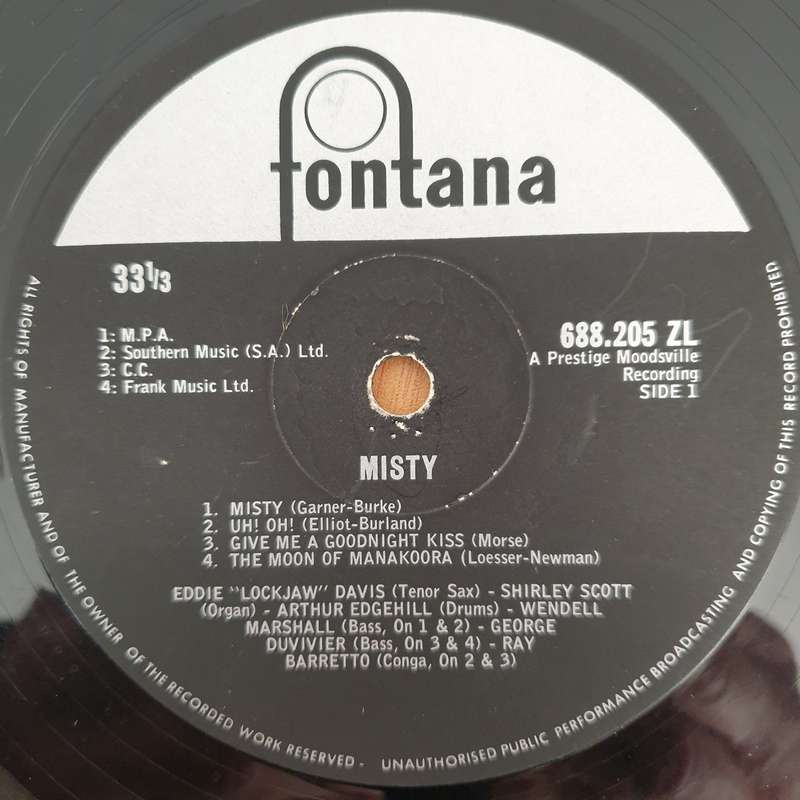 fontana
33 1/3
1: M.P.A.
2: Southern Music (S.A.) Ltd.
3: C.C.
4: Frank Music Ltd.
688.205 ZL
A Prestige Moodsville
Recording
SIDE 1
MISTY
1. MISTY (Garner-Burke)
2. UH! OH! (Elliot-Burland)
3. GIVE ME A GOODNIGHT KISS (Morse)
4. THE MOON OF MANAKOORA (Loesser-Newman)
EDDIE "LOCKJAW" DAVIS (Tenor Sax) - SHIRLEY SCOTT
(Organ) - ARTHUR EDGEHILL (Drums) - WENDELL
MARSHALL (Bass, On 1 & 2) - GEORGE
DUVIVIER (Bass, On 3 & 4) - RAY
BARRETTO (Conga, On 2 & 3)
ALL RIGHTS OF MANUFACTURER AND OF THE OWNER OF THE RECORDED WORK RESERVED - UNAUTHORISED PUBLIC PERFORMANCE BROADCASTING AND COPYING OF THIS RECORD PROHIBITED